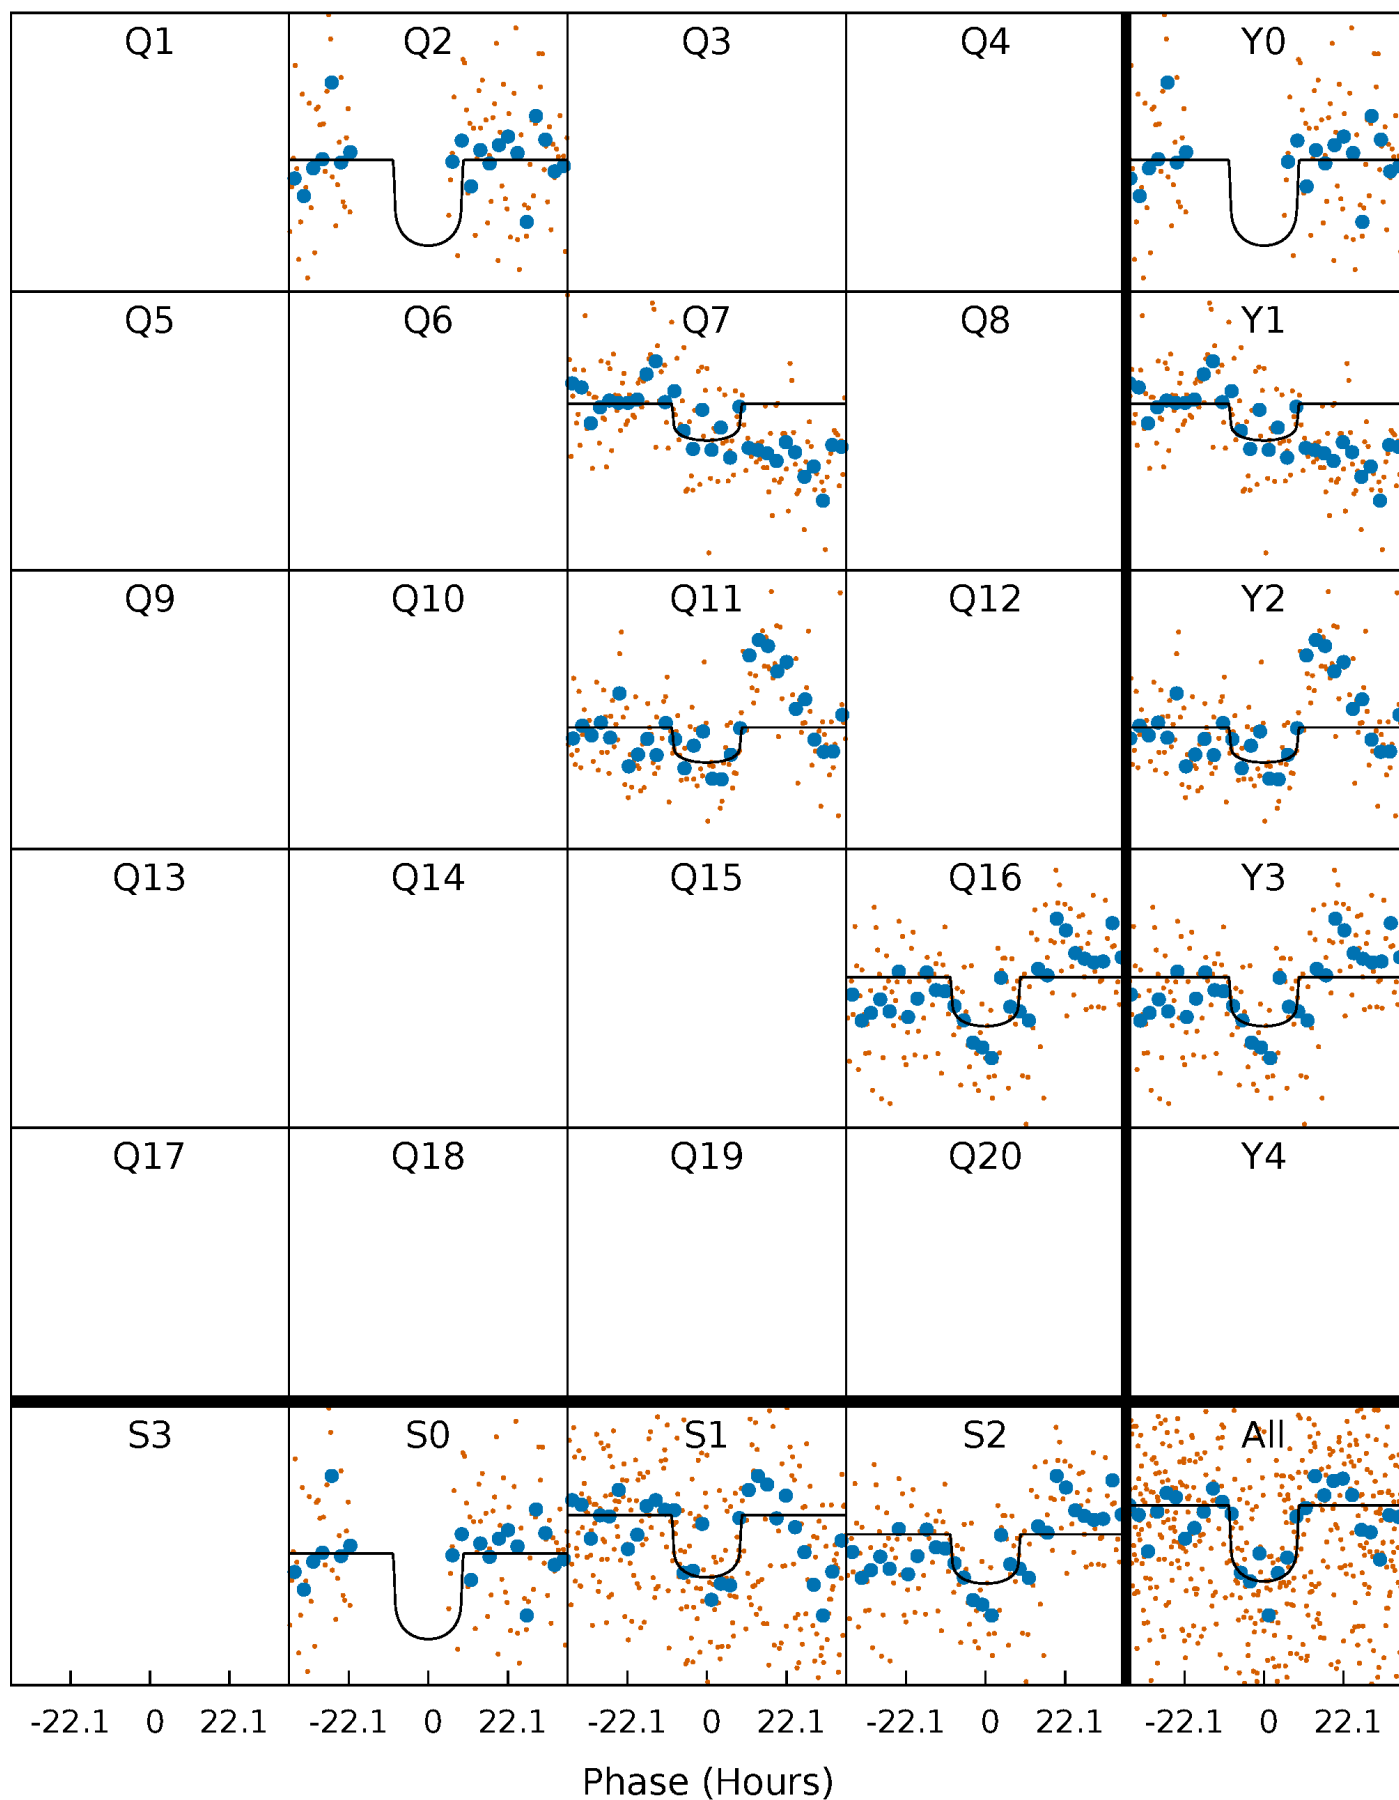 Q1 Q2 Q3 Q4 Y0
Q5 Q6 Q7 Q8 Y1
Q9 Q10 Q11 Q12 Y2
Q13 Q14 Q15 Q16 Y3
Q17 Q18 Q19 Q20 Y4
S3 S0 S1 S2 All
-22.1 0 22.1 -22.1 0 22.1 -22.1 0 22.1 -22.1 0 22.1 -22.1 0 22.1
Phase (Hours)